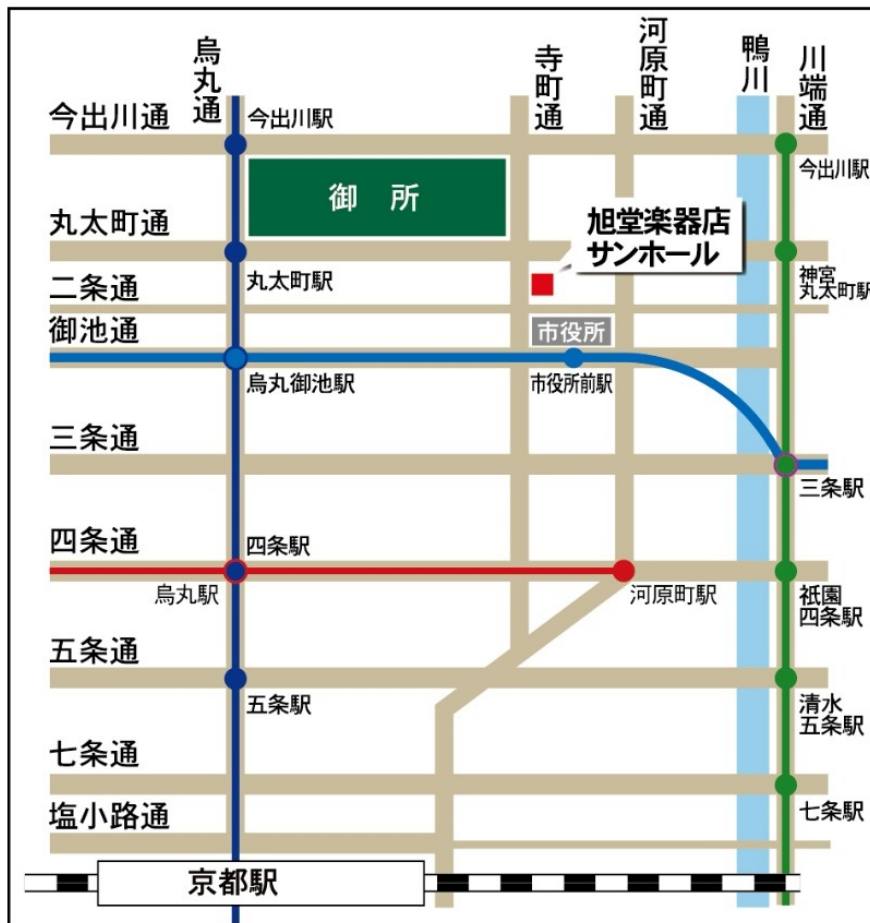 烏丸通
寺町通
河原町通
鴨川
川端通
今出川通
今出川駅
今出川駅
御所
旭堂楽器店
サンホール
丸太町通
丸太町駅
神宮
丸太町駅
二条通
御池通
市役所
烏丸御池駅
市役所前駅
三条通
三条駅
四条通
四条駅
烏丸駅
河原町駅
祇園
四条駅
五条通
五条駅
清水
五条駅
七条通
七条駅
塩小路通
京都駅